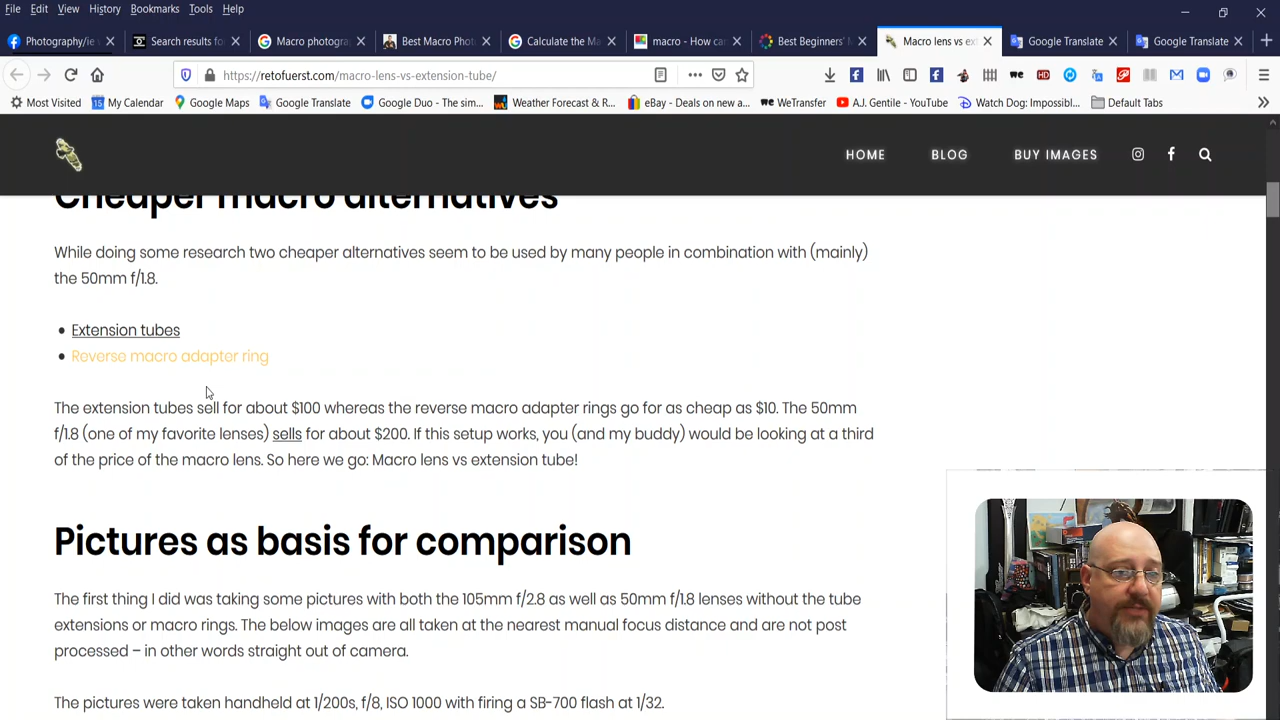 File Edit View History Bookmarks Tools Help
Photography/ie v Search results fo Macro photogra Best Macro Phot Calculate the Ma macro - How ca Best Beginners' M Macro lens vs ext Google Translate Google Translate
https://retofuerst.com/macro-lens-vs-extension-tube/
Most Visited My Calendar Google Maps Google Translate Google Duo - The sim... Weather Forecast & R... eBay - Deals on new a... WeTransfer A.J. Gentile - YouTube Watch Dog: Impossibl... Default Tabs
HOME BLOG BUY IMAGES
Cheaper macro alternatives
While doing some research two cheaper alternatives seem to be used by many people in combination with (mainly)
the 50mm f/1.8.
• Extension tubes
• Reverse macro adapter ring
The extension tubes sell for about $100 whereas the reverse macro adapter rings go for as cheap as $10. The 50mm
f/1.8 (one of my favorite lenses) sells for about $200. If this setup works, you (and my buddy) would be looking at a third
of the price of the macro lens. So here we go: Macro lens vs extension tube!
Pictures as basis for comparison
The first thing I did was taking some pictures with both the 105mm f/2.8 as well as 50mm f/1.8 lenses without the tube
extensions or macro rings. The below images are all taken at the nearest manual focus distance and are not post
processed – in other words straight out of camera.
The pictures were taken handheld at 1/200s, f/8, ISO 1000 with firing a SB-700 flash at 1/32.